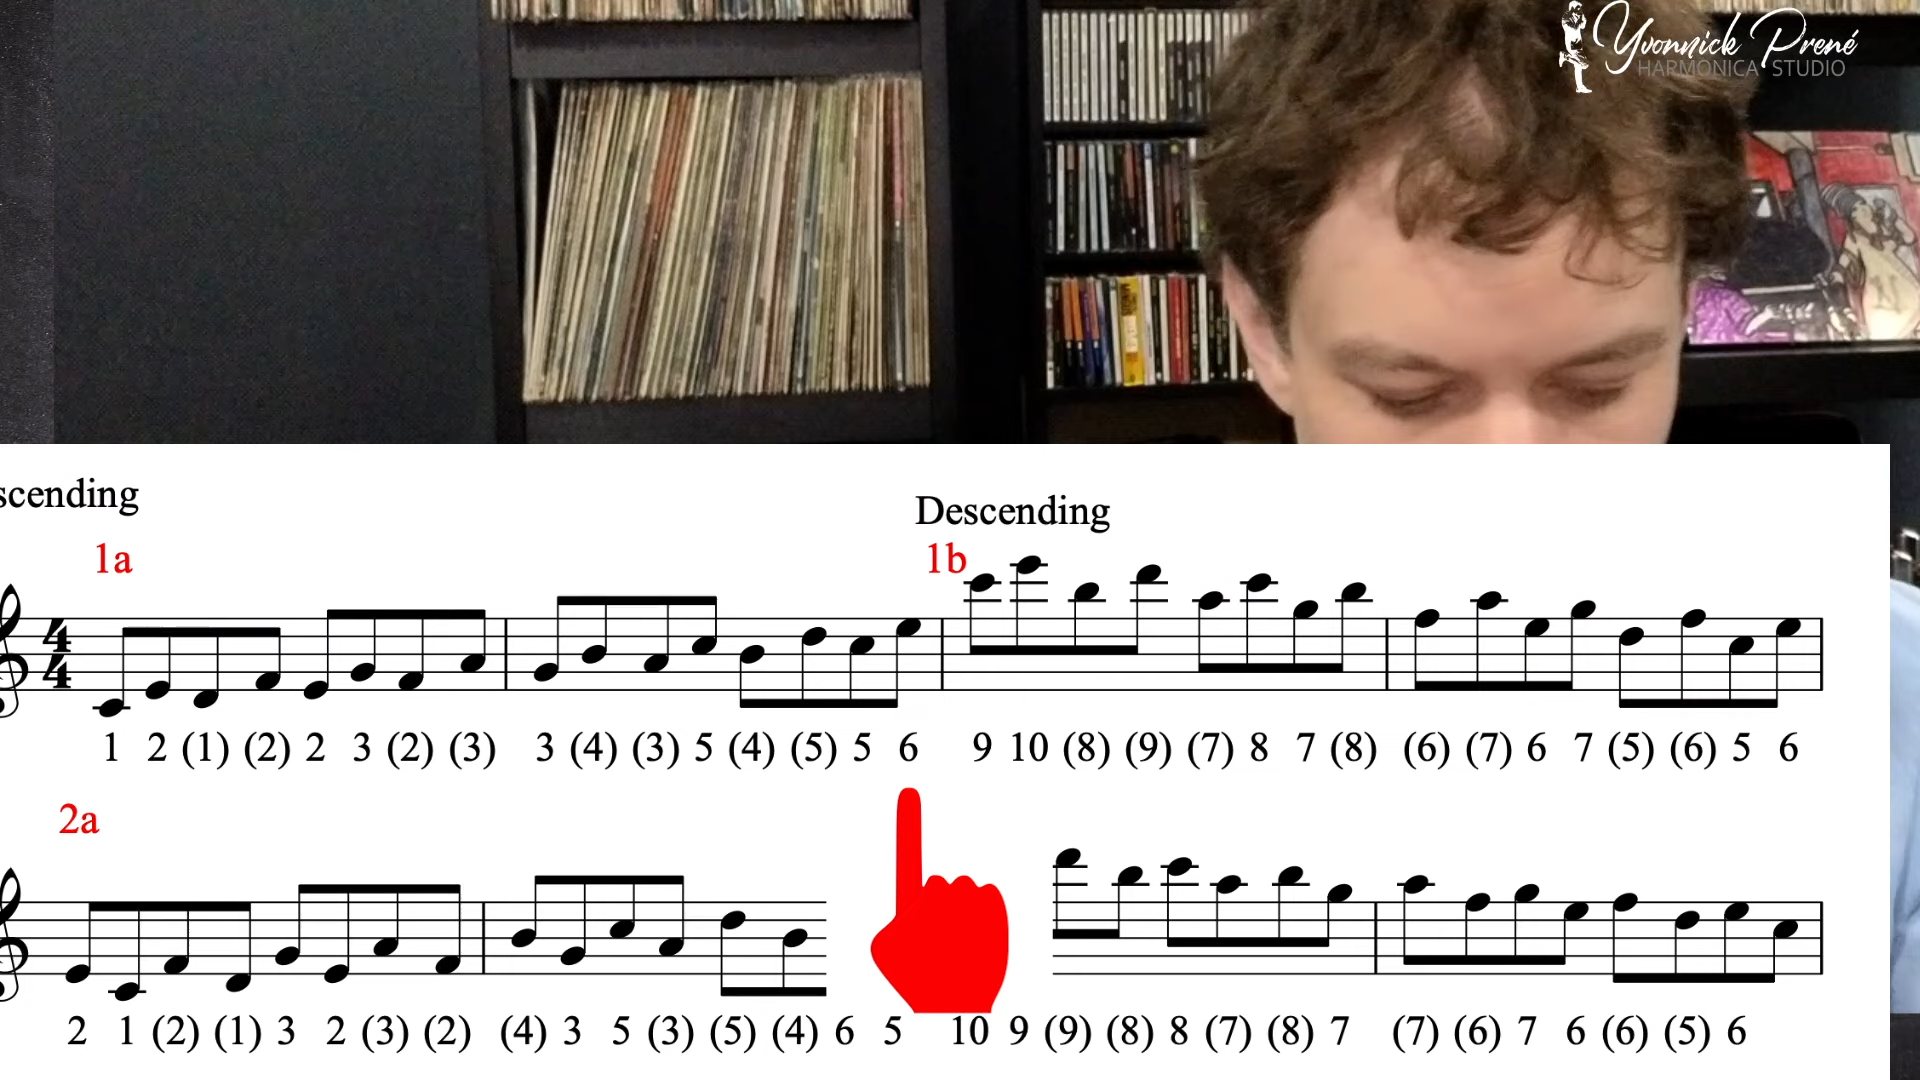 Yvonnick Prené
HARMONICA STUDIO
scending
Descending
1a
1b
4
4
1 2 (1) (2) 2 3 (2) (3) 3 (4) (3) 5 (4) (5) 5 6 9 10 (8) (9) (7) 8 7 (8) (6) (7) 6 7 (5) (6) 5 6
2a
2 1 (2) (1) 3 2 (3) (2) (4) 3 5 (3) (5) (4) 6 5 10 9 (9) (8) 8 (7) (8) 7 (7) (6) 7 6 (6) (5) 6